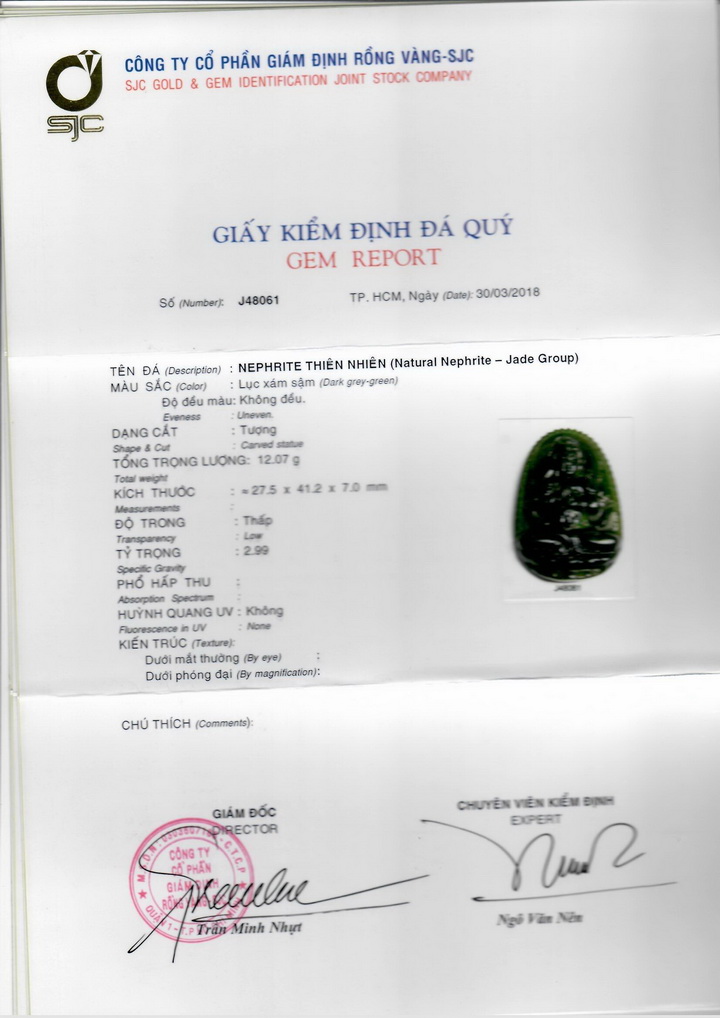 CÔNG TY CỔ PHẦN GIÁM ĐỊNH RỒNG VÀNG-SJC
SJC GOLD & GEM IDENTIFICATION JOINT STOCK COMPANY
SJC
GIẤY KIỂM ĐỊNH ĐÁ QUÝ
GEM REPORT
Số (Number): J48061 TP. HCM, Ngày (Date): 30/03/2018
TÊN ĐÁ (Description) : NEPHRITE THIÊN NHIÊN (Natural Nephrite – Jade Group)
MÀU SẮC (Color) : Lục xám sậm (Dark grey-green)
Độ đều màu: Không đều.
Eveness : Uneven.
DẠNG CẮT : Tượng
Shape & Cut : Carved statue
TỔNG TRỌNG LƯỢNG: 12.07 g
Total weight
KÍCH THƯỚC : ≈ 27.5 x 41.2 x 7.0 mm
Measurements :
ĐỘ TRONG : Thấp
Transparency : Low
TỶ TRỌNG : 2.99
Specific Gravity
PHỔ HẤP THU :
Absorption Spectrum :
HUỲNH QUANG UV : Không
Fluorescence in UV : None
KIẾN TRÚC (Texture):
Dưới mắt thường (By eye) :
Dưới phóng đại (By magnification):
J48061
CHÚ THÍCH (Comments):
GIÁM ĐỐC
DIRECTOR
CÔNG TY
CỔ PHẦN
GIÁM ĐỊNH
RỒNG VÀNG
Trần Minh Nhựt
CHUYÊN VIÊN KIỂM ĐỊNH
EXPERT
Ngô Văn Nên